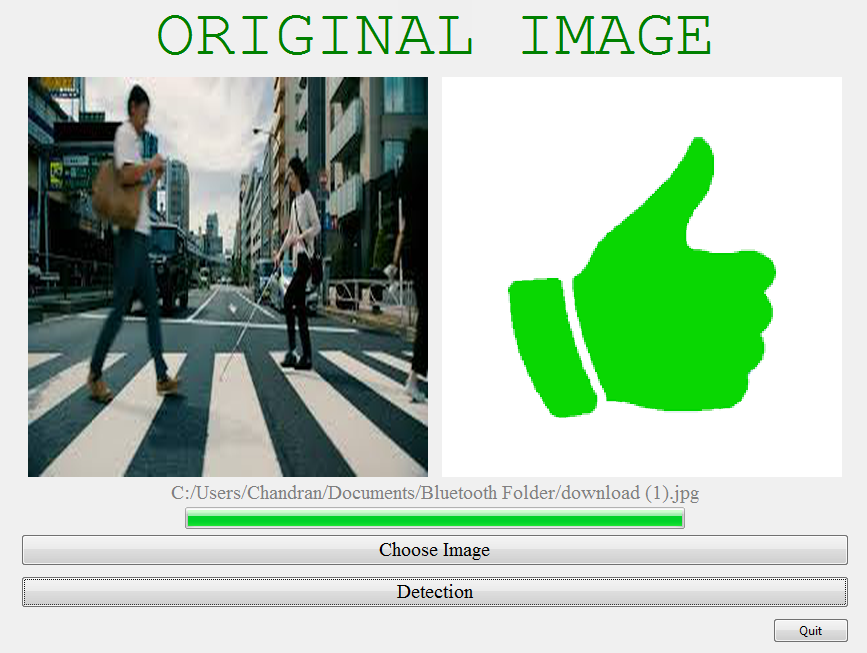 ORIGINAL IMAGE
C:/Users/Chandran/Documents/Bluetooth Folder/download (1).jpg
Choose Image
Detection
Quit